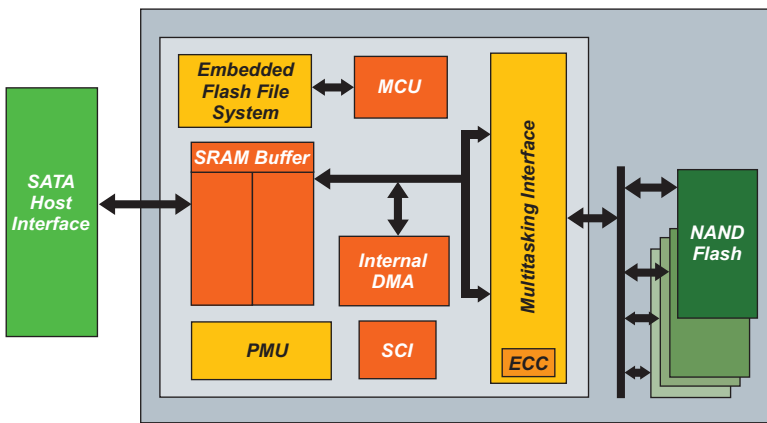 Embedded
Flash File
System
MCU
SATA
Host
Interface
SRAM Buffer
Internal
DMA
Multitasking Interface
NAND
Flash
PMU
SCI
ECC